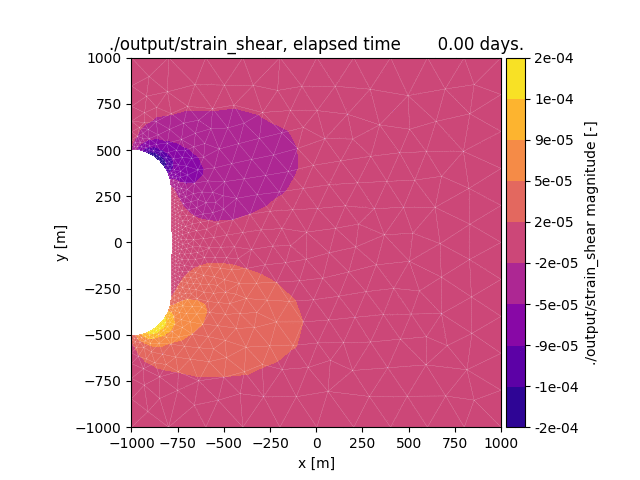 ./output/strain_shear, elapsed time 0.00 days.
1000
750
500
250
0
−250
−500
−750
−1000
y [m]
−1000 −750 −500 −250 0 250 500 750 1000
x [m]
2e-04
1e-04
9e-05
5e-05
2e-05
-2e-05
-5e-05
-9e-05
-1e-04
-2e-04
./output/strain_shear magnitude [-]